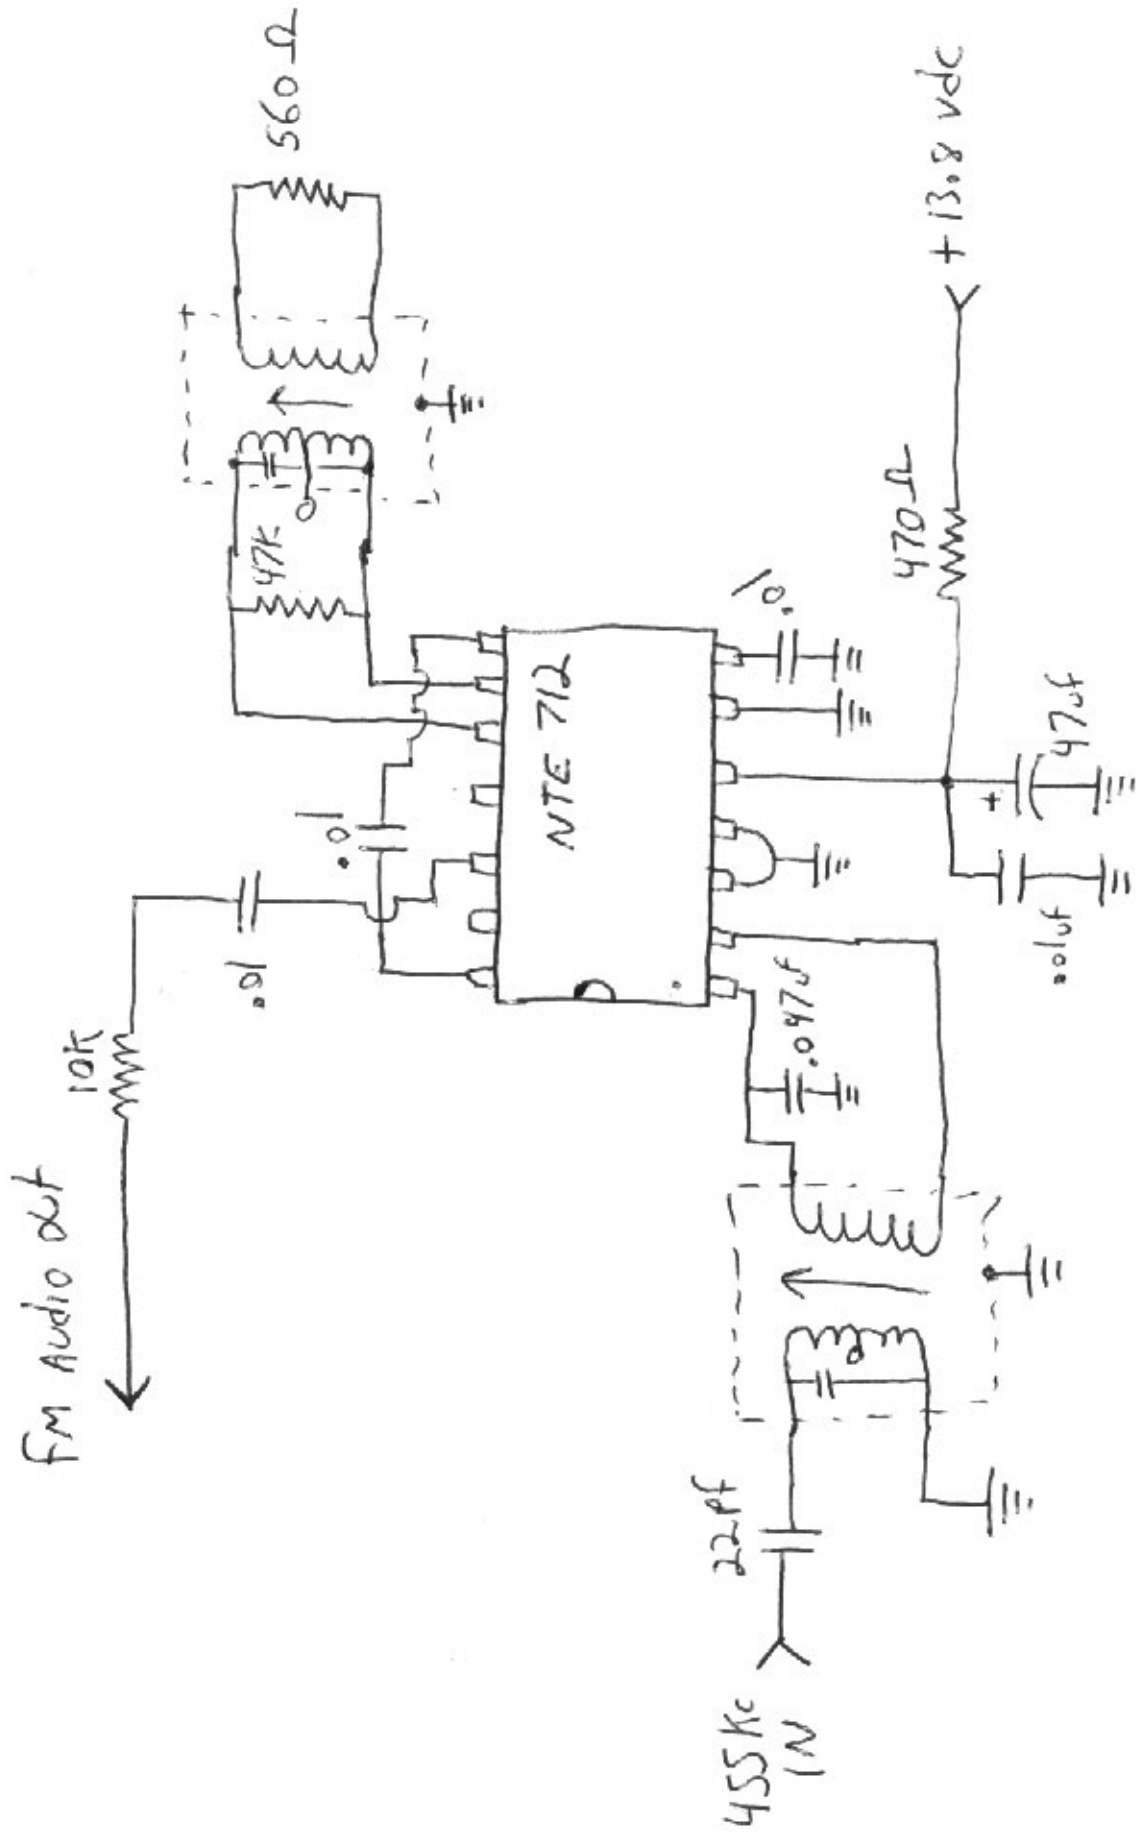 FM Audio out
10K
.01
.01
47K
560 Ω
NTE 712
455 Kc
IN
22pf
.047uf
.01
.01uf
+
47uf
470 Ω
+13.8 vdc